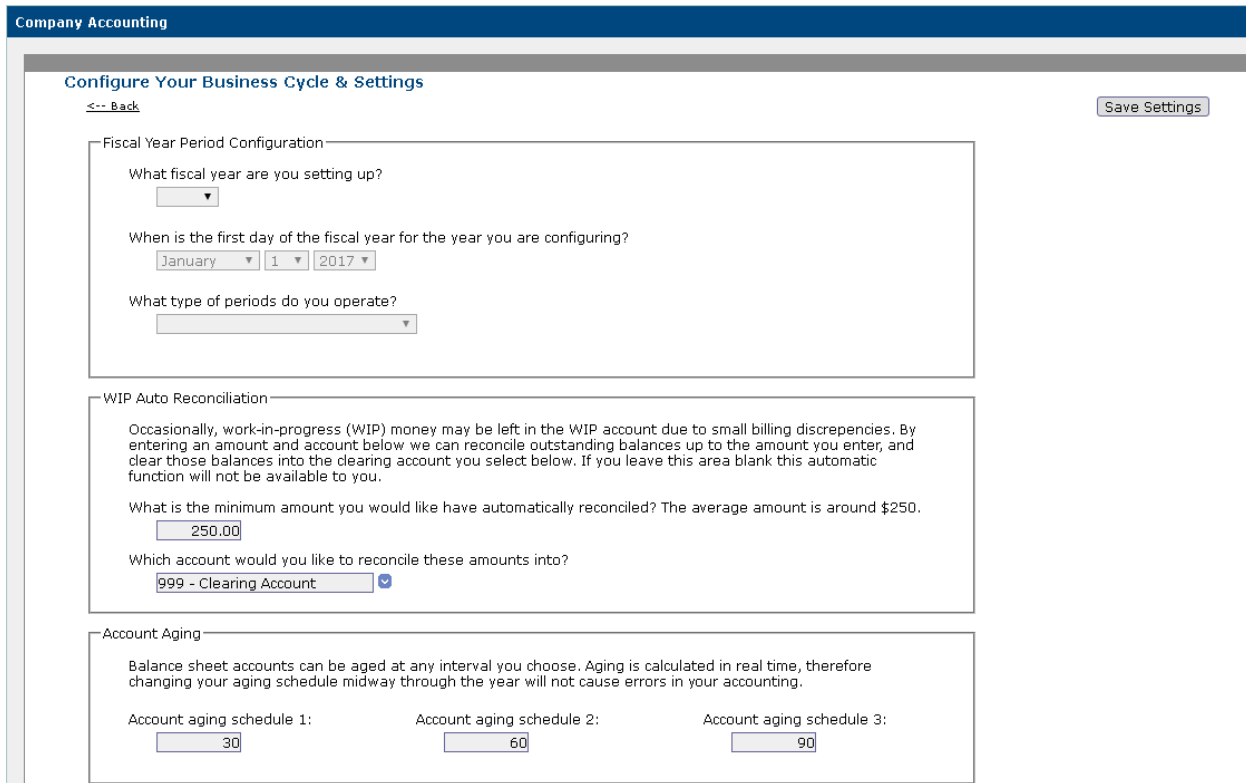 Company Accounting
Configure Your Business Cycle & Settings
<-- Back
Save Settings
Fiscal Year Period Configuration
What fiscal year are you setting up?
When is the first day of the fiscal year for the year you are configuring?
January 1 2017
What type of periods do you operate?
WIP Auto Reconciliation
Occasionally, work-in-progress (WIP) money may be left in the WIP account due to small billing discrepencies. By
entering an amount and account below we can reconcile outstanding balances up to the amount you enter, and
clear those balances into the clearing account you select below. If you leave this area blank this automatic
function will not be available to you.
What is the minimum amount you would like have automatically reconciled? The average amount is around $250.
250.00
Which account would you like to reconcile these amounts into?
999 - Clearing Account
Account Aging
Balance sheet accounts can be aged at any interval you choose. Aging is calculated in real time, therefore
changing your aging schedule midway through the year will not cause errors in your accounting.
Account aging schedule 1: Account aging schedule 2: Account aging schedule 3:
30 60 90